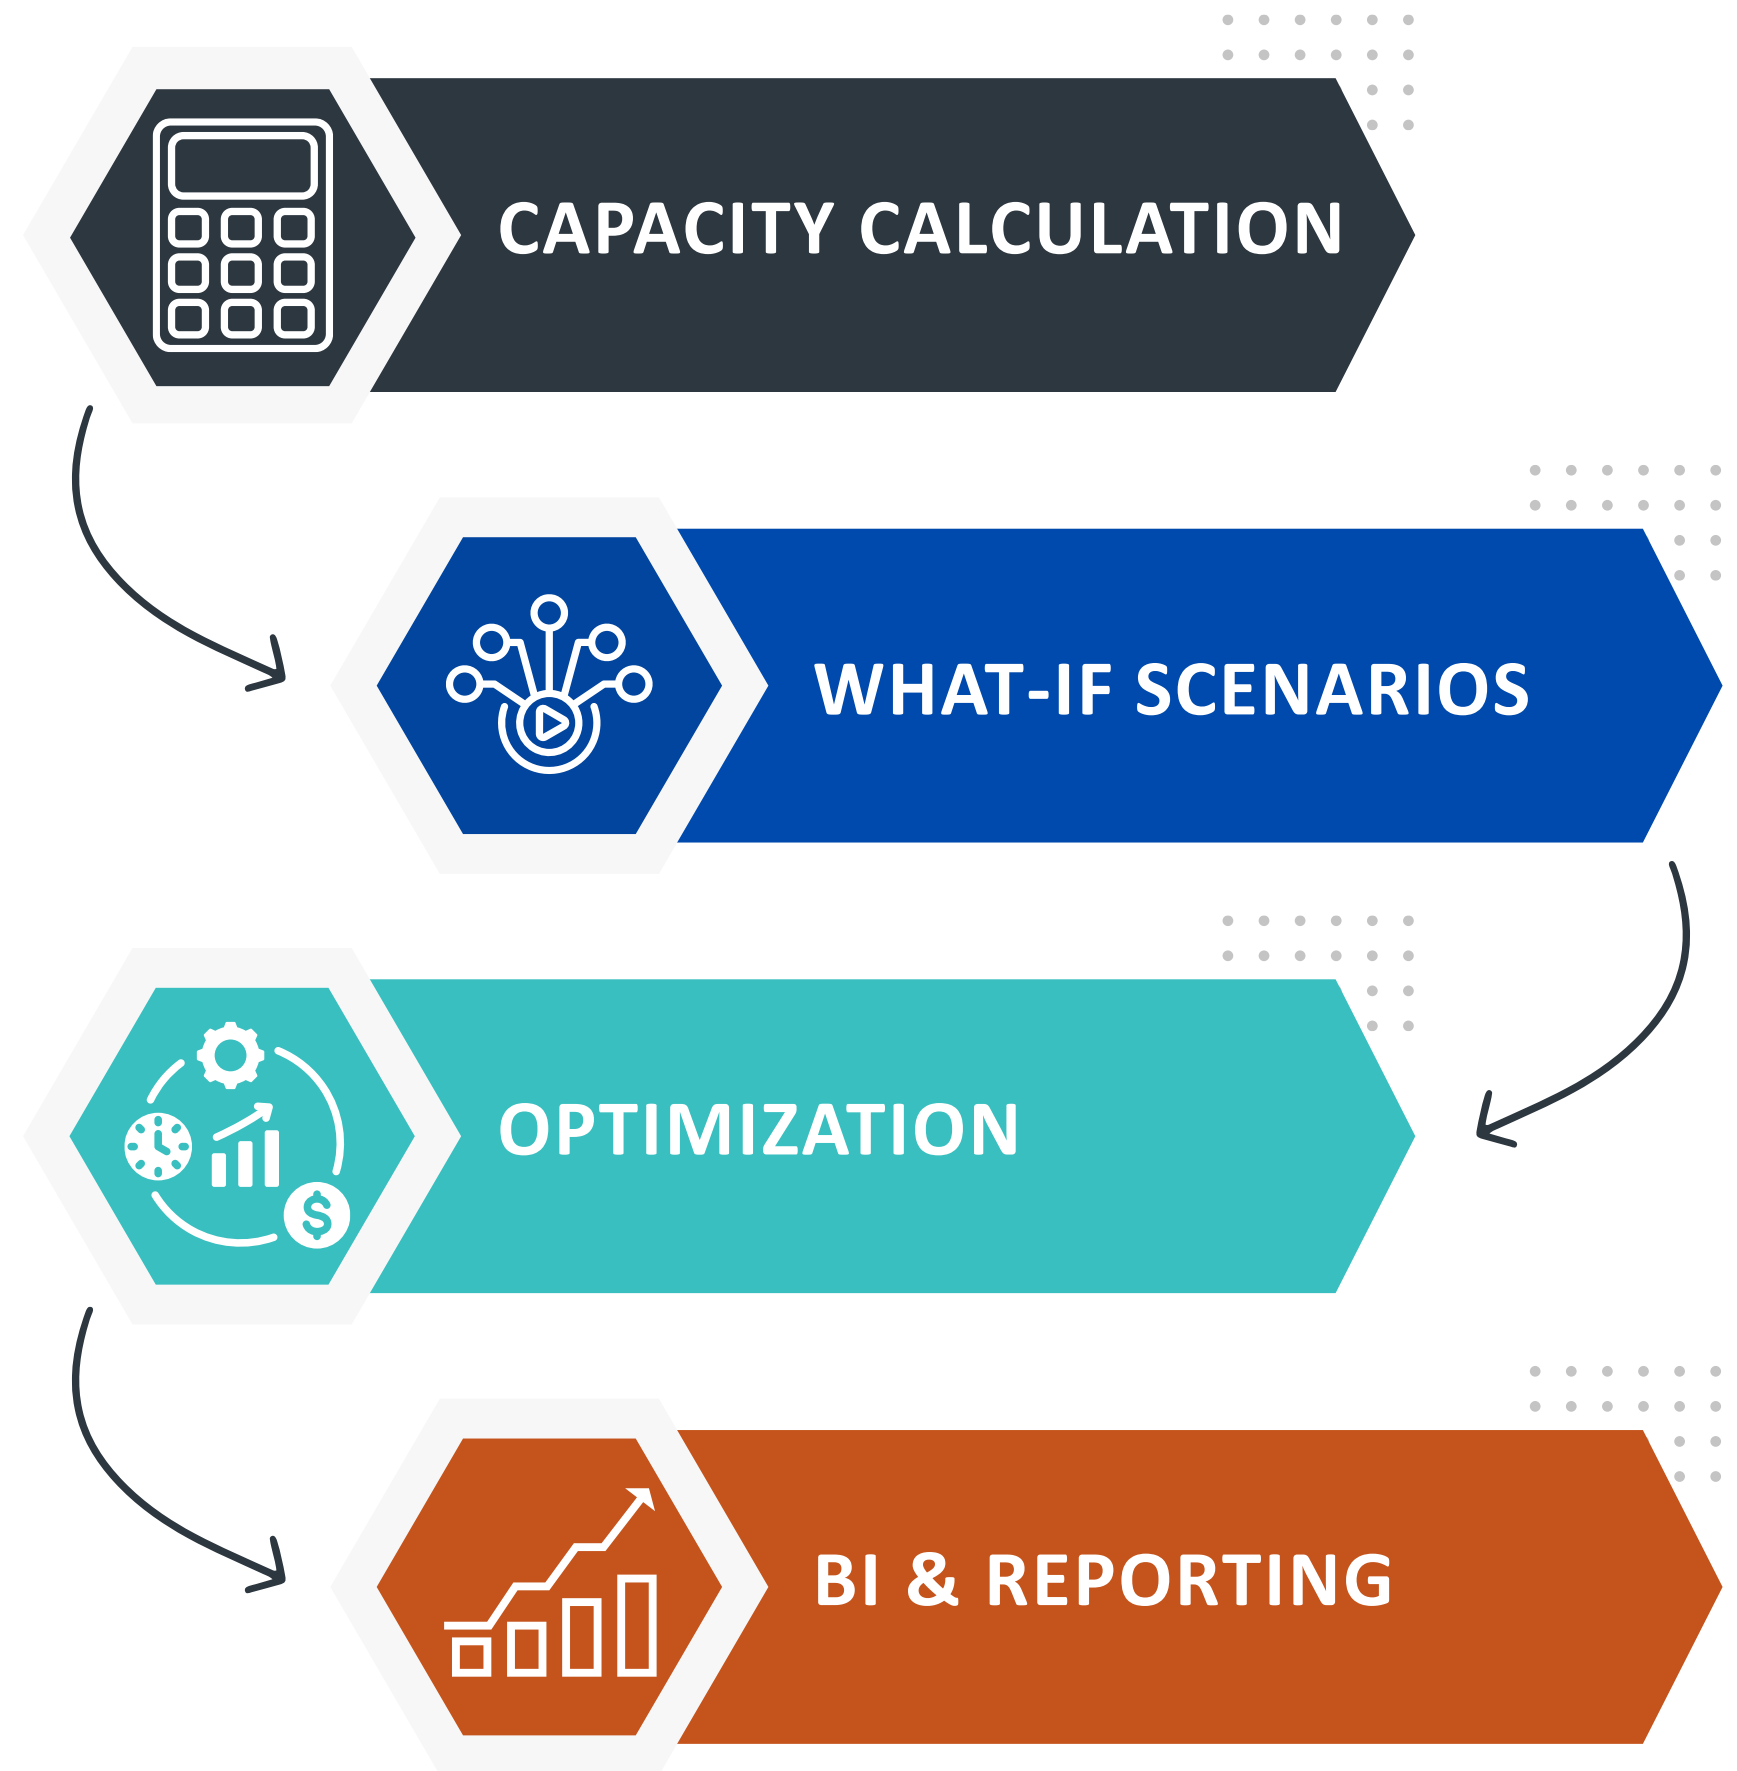 CAPACITY CALCULATION
WHAT-IF SCENARIOS
OPTIMIZATION
$
BI & REPORTING